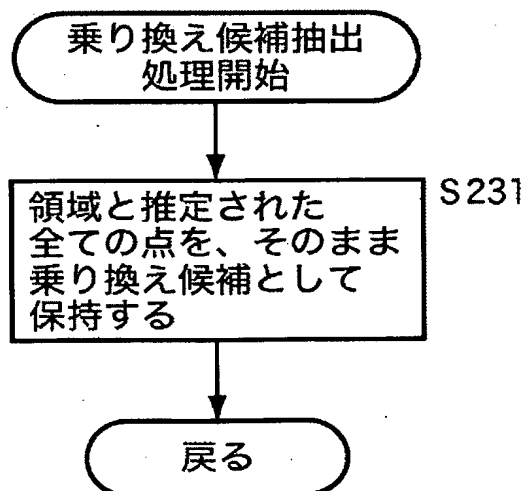 乗り換え候補抽出
処理開始
S231
領域と推定された
全ての点を、そのまま
乗り換え候補として
保持する
戻る